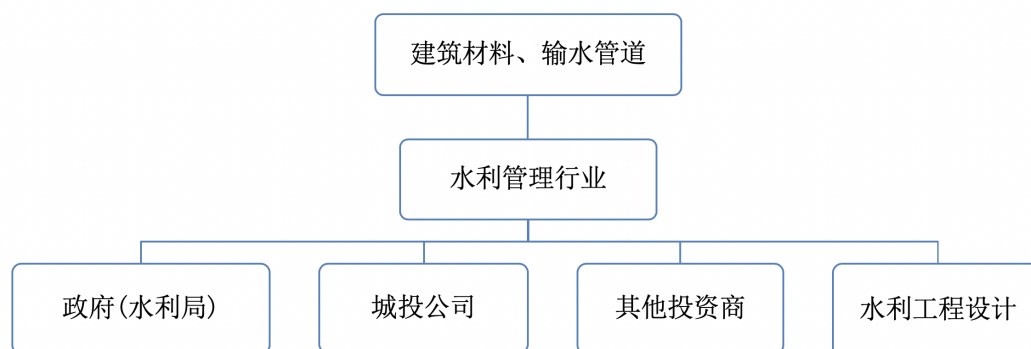 建筑材料、输水管道
水利管理行业
政府(水利局)
城投公司
其他投资商
水利工程设计